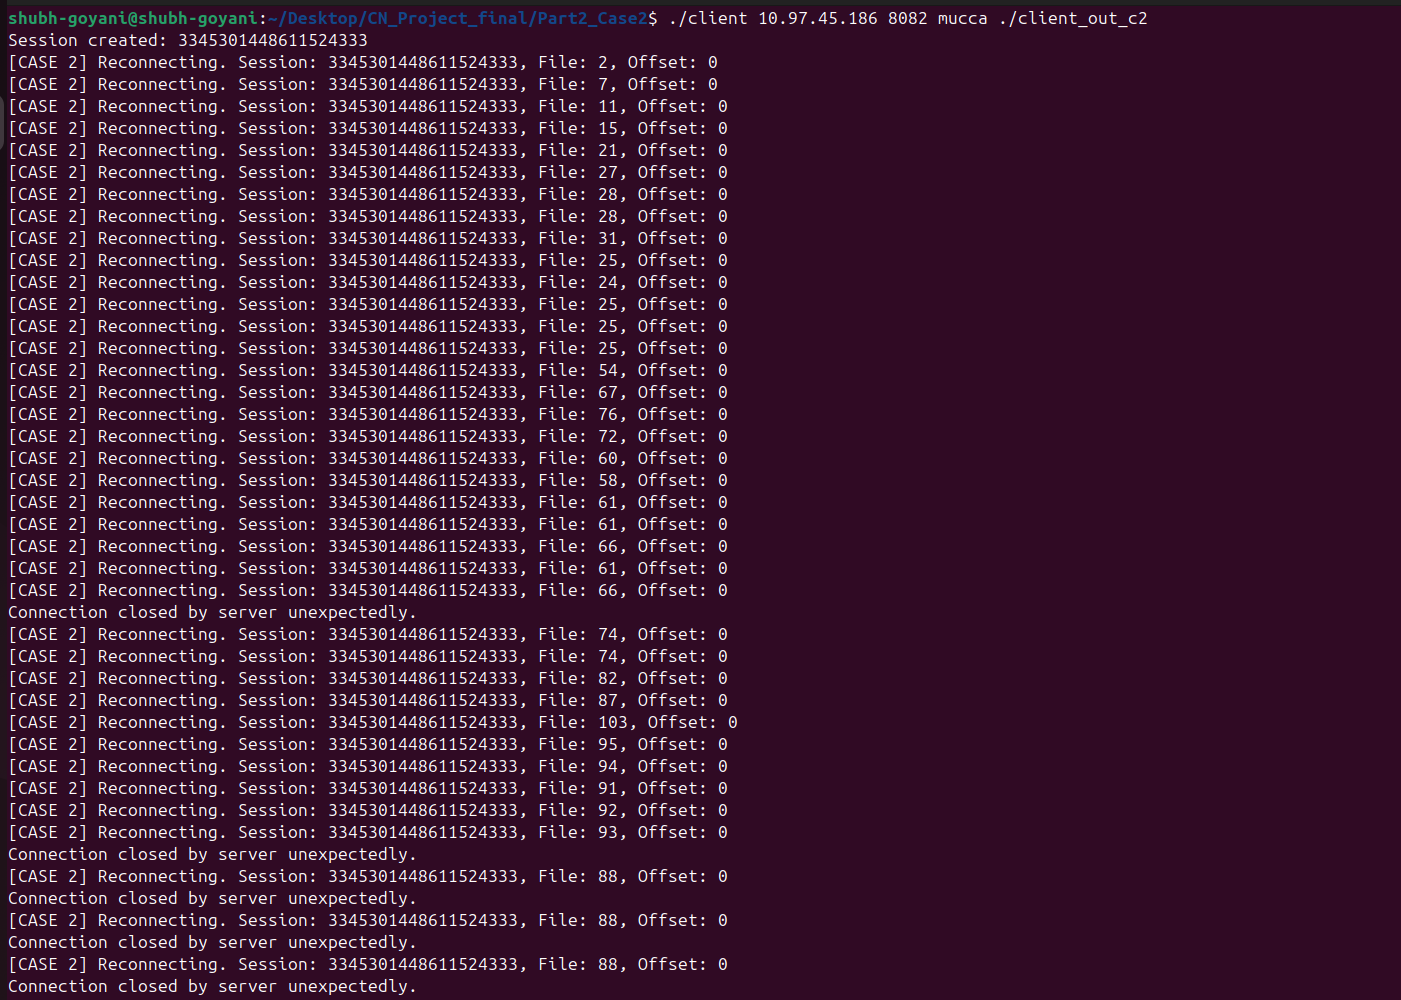 shubh-goyani@shubh-goyani:~/Desktop/CN_Project_final/Part2_Case2$ ./client 10.97.45.186 8082 mucca ./client_out_c2
Session created: 3345301448611524333
[CASE 2] Reconnecting. Session: 3345301448611524333, File: 2, Offset: 0
[CASE 2] Reconnecting. Session: 3345301448611524333, File: 7, Offset: 0
[CASE 2] Reconnecting. Session: 3345301448611524333, File: 11, Offset: 0
[CASE 2] Reconnecting. Session: 3345301448611524333, File: 15, Offset: 0
[CASE 2] Reconnecting. Session: 3345301448611524333, File: 21, Offset: 0
[CASE 2] Reconnecting. Session: 3345301448611524333, File: 27, Offset: 0
[CASE 2] Reconnecting. Session: 3345301448611524333, File: 28, Offset: 0
[CASE 2] Reconnecting. Session: 3345301448611524333, File: 28, Offset: 0
[CASE 2] Reconnecting. Session: 3345301448611524333, File: 31, Offset: 0
[CASE 2] Reconnecting. Session: 3345301448611524333, File: 25, Offset: 0
[CASE 2] Reconnecting. Session: 3345301448611524333, File: 24, Offset: 0
[CASE 2] Reconnecting. Session: 3345301448611524333, File: 25, Offset: 0
[CASE 2] Reconnecting. Session: 3345301448611524333, File: 25, Offset: 0
[CASE 2] Reconnecting. Session: 3345301448611524333, File: 25, Offset: 0
[CASE 2] Reconnecting. Session: 3345301448611524333, File: 54, Offset: 0
[CASE 2] Reconnecting. Session: 3345301448611524333, File: 67, Offset: 0
[CASE 2] Reconnecting. Session: 3345301448611524333, File: 76, Offset: 0
[CASE 2] Reconnecting. Session: 3345301448611524333, File: 72, Offset: 0
[CASE 2] Reconnecting. Session: 3345301448611524333, File: 60, Offset: 0
[CASE 2] Reconnecting. Session: 3345301448611524333, File: 58, Offset: 0
[CASE 2] Reconnecting. Session: 3345301448611524333, File: 61, Offset: 0
[CASE 2] Reconnecting. Session: 3345301448611524333, File: 61, Offset: 0
[CASE 2] Reconnecting. Session: 3345301448611524333, File: 66, Offset: 0
[CASE 2] Reconnecting. Session: 3345301448611524333, File: 61, Offset: 0
[CASE 2] Reconnecting. Session: 3345301448611524333, File: 66, Offset: 0
Connection closed by server unexpectedly.
[CASE 2] Reconnecting. Session: 3345301448611524333, File: 74, Offset: 0
[CASE 2] Reconnecting. Session: 3345301448611524333, File: 74, Offset: 0
[CASE 2] Reconnecting. Session: 3345301448611524333, File: 82, Offset: 0
[CASE 2] Reconnecting. Session: 3345301448611524333, File: 87, Offset: 0
[CASE 2] Reconnecting. Session: 3345301448611524333, File: 103, Offset: 0
[CASE 2] Reconnecting. Session: 3345301448611524333, File: 95, Offset: 0
[CASE 2] Reconnecting. Session: 3345301448611524333, File: 94, Offset: 0
[CASE 2] Reconnecting. Session: 3345301448611524333, File: 91, Offset: 0
[CASE 2] Reconnecting. Session: 3345301448611524333, File: 92, Offset: 0
[CASE 2] Reconnecting. Session: 3345301448611524333, File: 93, Offset: 0
Connection closed by server unexpectedly.
[CASE 2] Reconnecting. Session: 3345301448611524333, File: 88, Offset: 0
Connection closed by server unexpectedly.
[CASE 2] Reconnecting. Session: 3345301448611524333, File: 88, Offset: 0
Connection closed by server unexpectedly.
[CASE 2] Reconnecting. Session: 3345301448611524333, File: 88, Offset: 0
Connection closed by server unexpectedly.